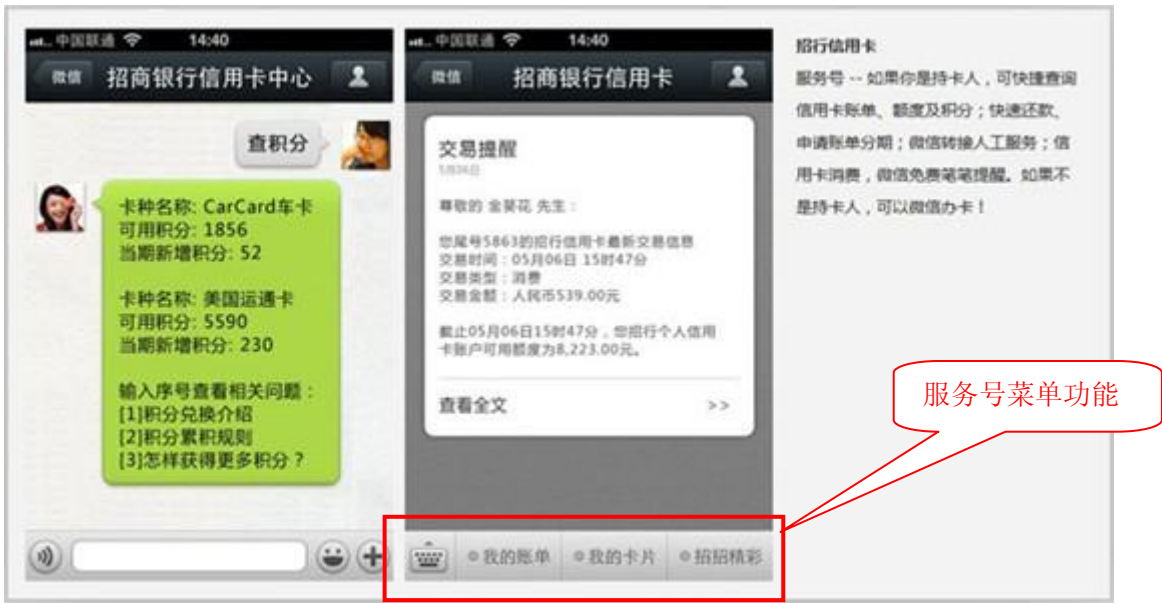 中国联通 14:40
微信 招商银行信用卡中心
查积分
卡种名称: CarCard车卡
可用积分: 1856
当期新增积分: 52
卡种名称: 美国运通卡
可用积分: 5590
当期新增积分: 230
输入序号查看相关问题：
[1]积分兑换介绍
[2]积分累积规则
[3]怎样获得更多积分？
中国联通 14:40
微信 招商银行信用卡
交易提醒
5月06日
尊敬的 金葵花 先生：
您尾号5863的招行信用卡最新交易信息
交易时间：05月06日 15时47分
交易类型：消费
交易金额：人民币539.00元
截止05月06日15时47分，您招行个人信用
卡账户可用额度为8,223.00元。
查看全文 >>
我的账单 我的卡片 招招精彩
招行信用卡
服务号 -- 如果你是持卡人，可快捷查询
信用卡账单、额度及积分；快速还款、
申请账单分期；微信转接人工服务；信
用卡消费，微信免费笔笔提醒。如果不
是持卡人，可以微信办卡！
服务号菜单功能